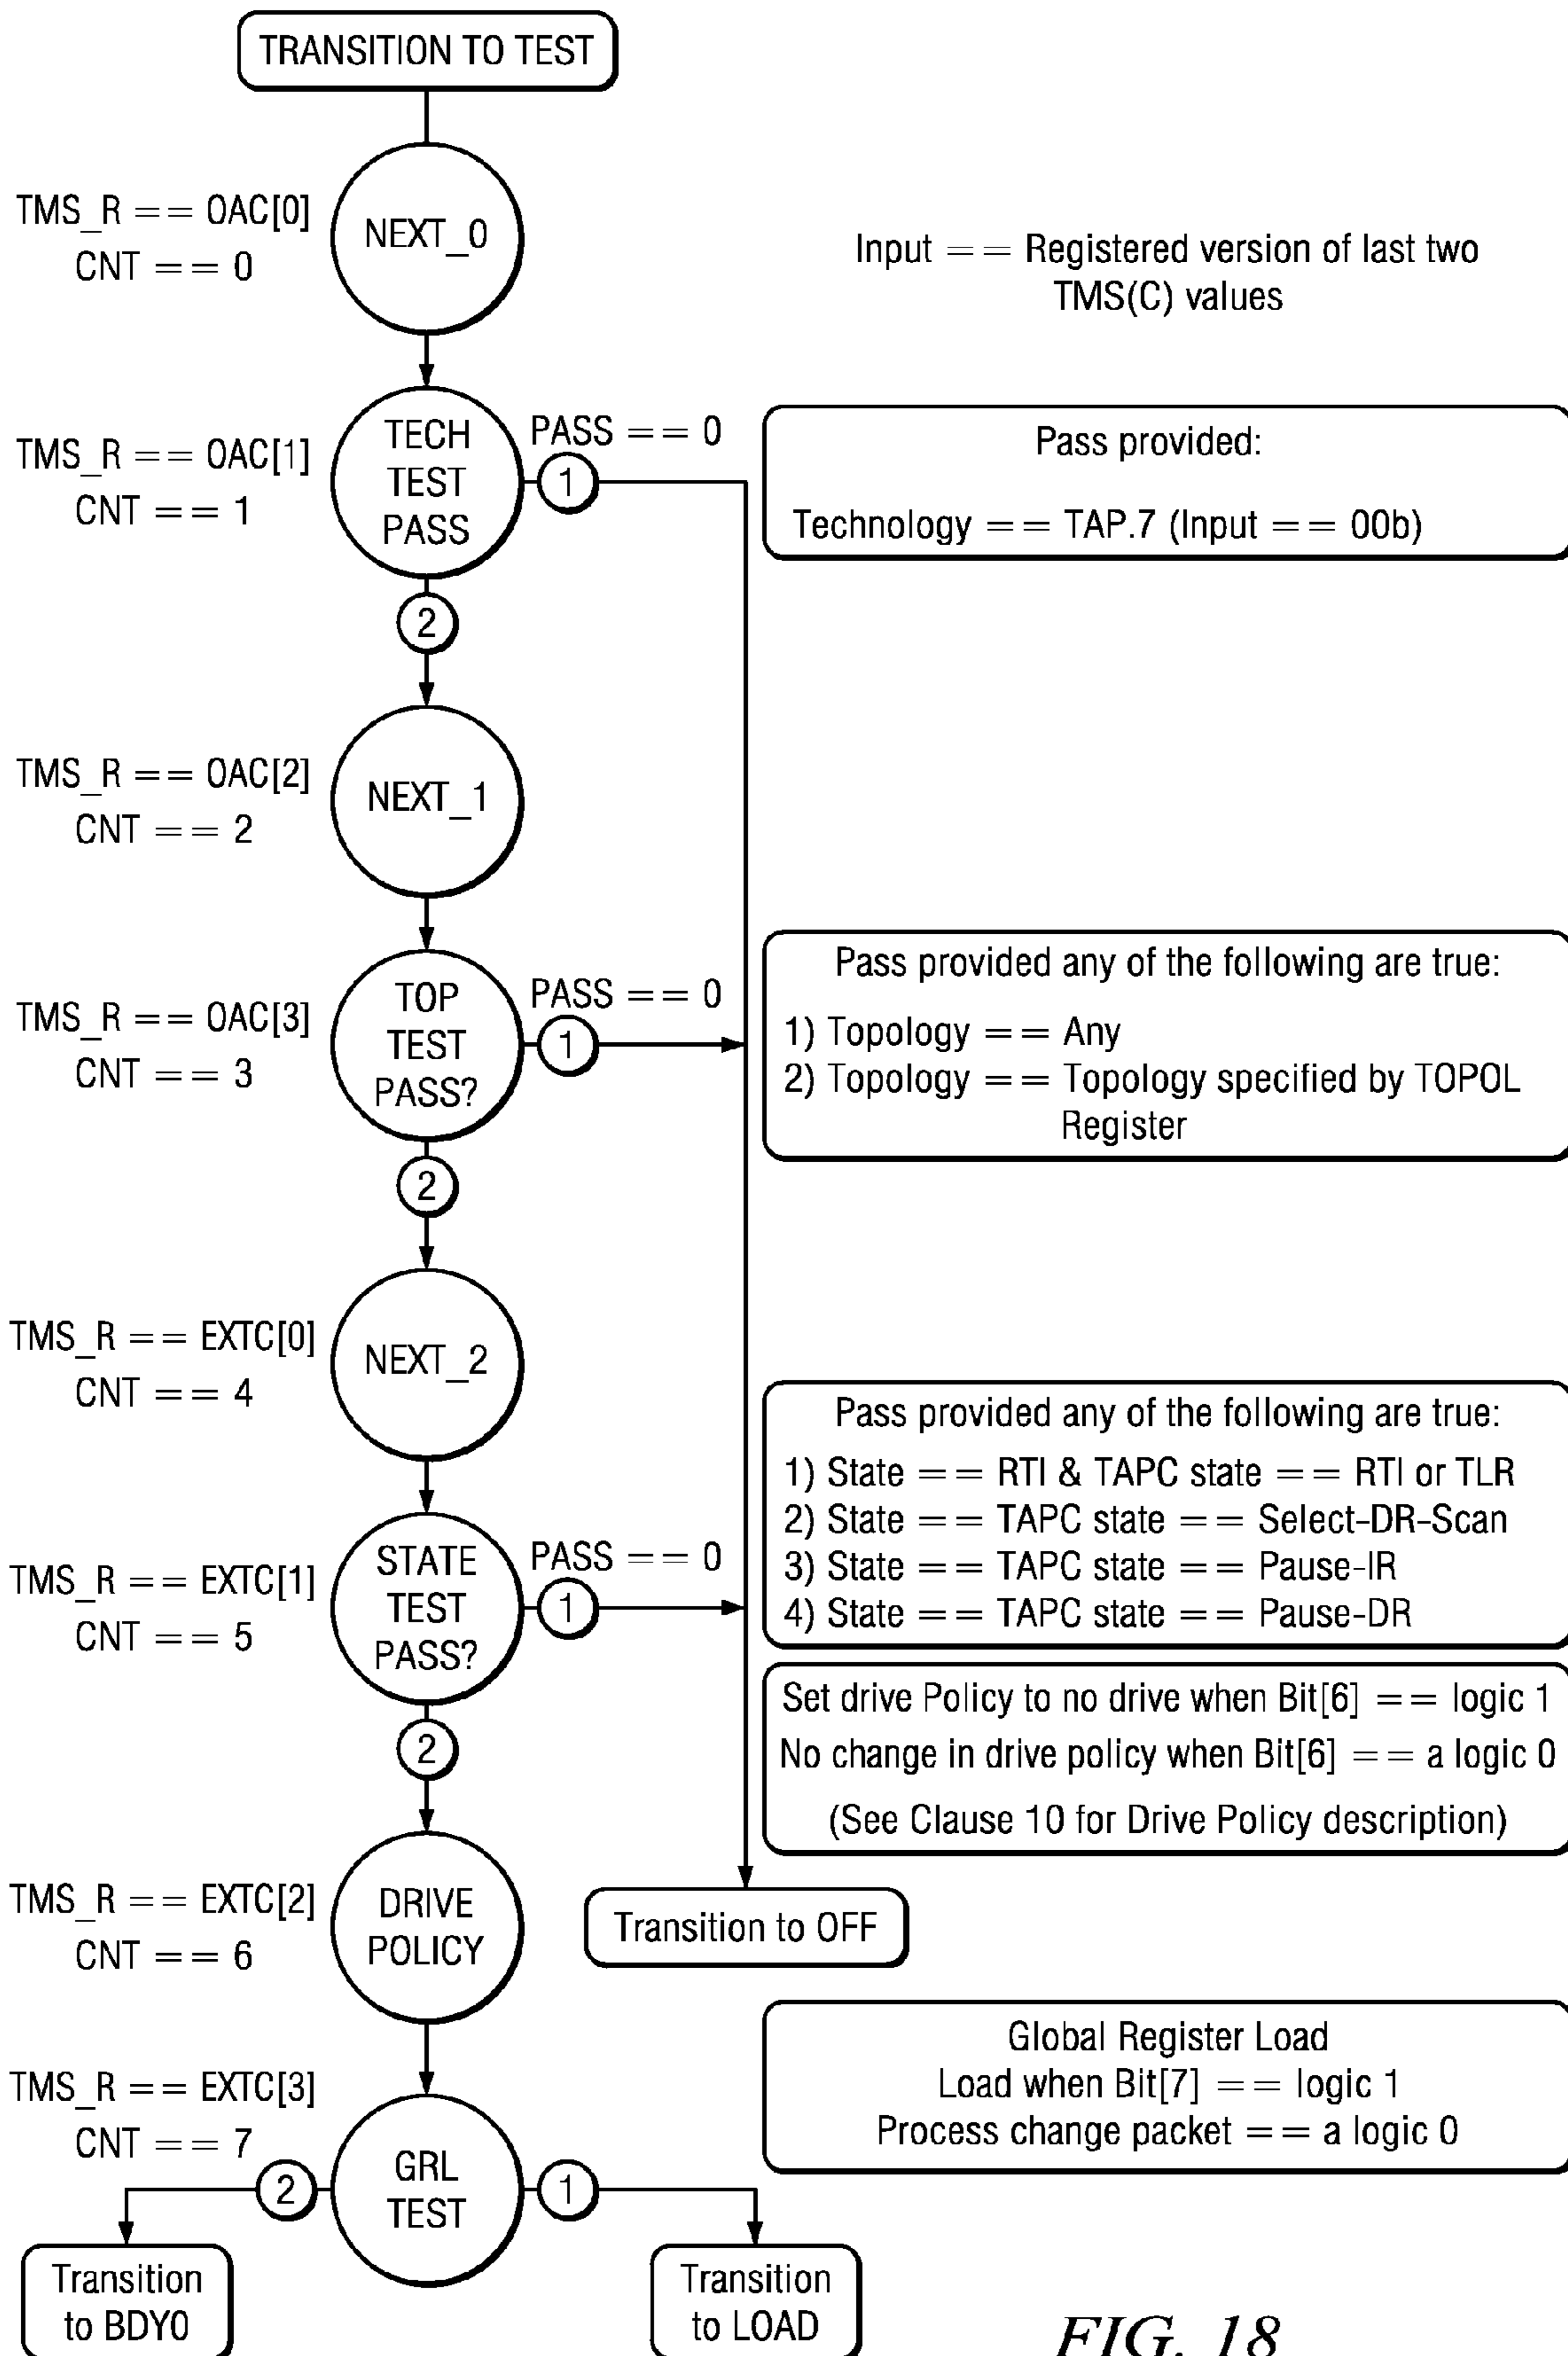 TRANSITION TO TEST
TMS_R == OAC[0]
CNT == 0
NEXT_0
Input == Registered version of last two
TMS(C) values
TMS_R == OAC[1]
CNT == 1
TECH
TEST
PASS
PASS == 0
1
2
Pass provided:
Technology == TAP.7 (Input == 00b)
TMS_R == OAC[2]
CNT == 2
NEXT_1
TMS_R == OAC[3]
CNT == 3
TOP
TEST
PASS?
PASS == 0
1
2
Pass provided any of the following are true:
1) Topology == Any
2) Topology == Topology specified by TOPOL
Register
TMS_R == EXTC[0]
CNT == 4
NEXT_2
TMS_R == EXTC[1]
CNT == 5
STATE
TEST
PASS?
PASS == 0
1
2
Pass provided any of the following are true:
1) State == RTI & TAPC state == RTI or TLR
2) State == TAPC state == Select-DR-Scan
3) State == TAPC state == Pause-IR
4) State == TAPC state == Pause-DR
Set drive Policy to no drive when Bit[6] == logic 1
No change in drive policy when Bit[6] == a logic 0
(See Clause 10 for Drive Policy description)
TMS_R == EXTC[2]
CNT == 6
DRIVE
POLICY
Transition to OFF
TMS_R == EXTC[3]
CNT == 7
GRL
TEST
2
1
Global Register Load
Load when Bit[7] == logic 1
Process change packet == a logic 0
Transition
to BDY0
Transition
to LOAD
FIG. 18